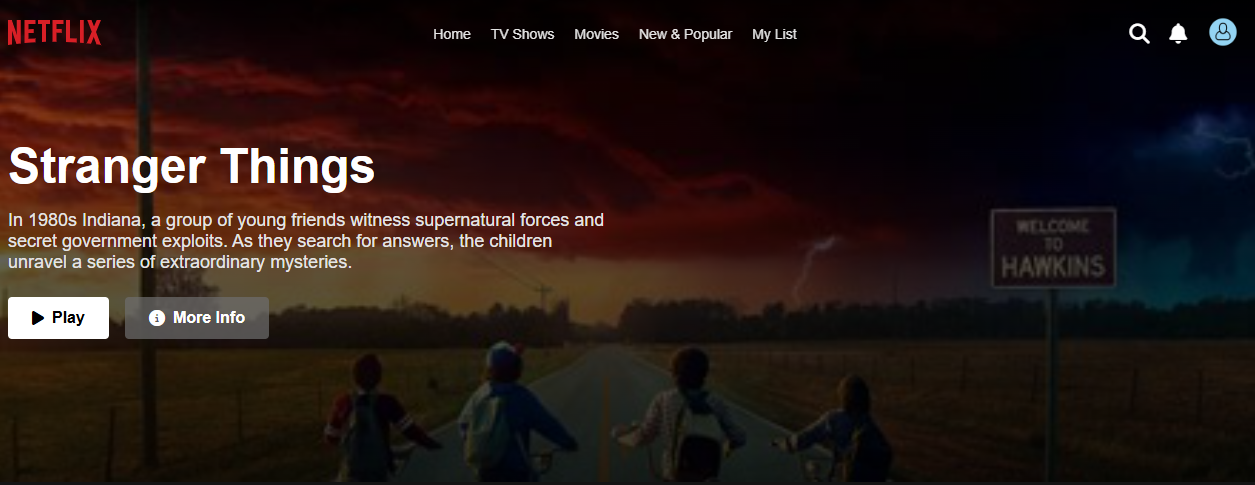 NETFLIX
Home TV Shows Movies New & Popular My List
Stranger Things
In 1980s Indiana, a group of young friends witness supernatural forces and
secret government exploits. As they search for answers, the children
unravel a series of extraordinary mysteries.
WELCOME
TO
HAWKINS
Play More Info